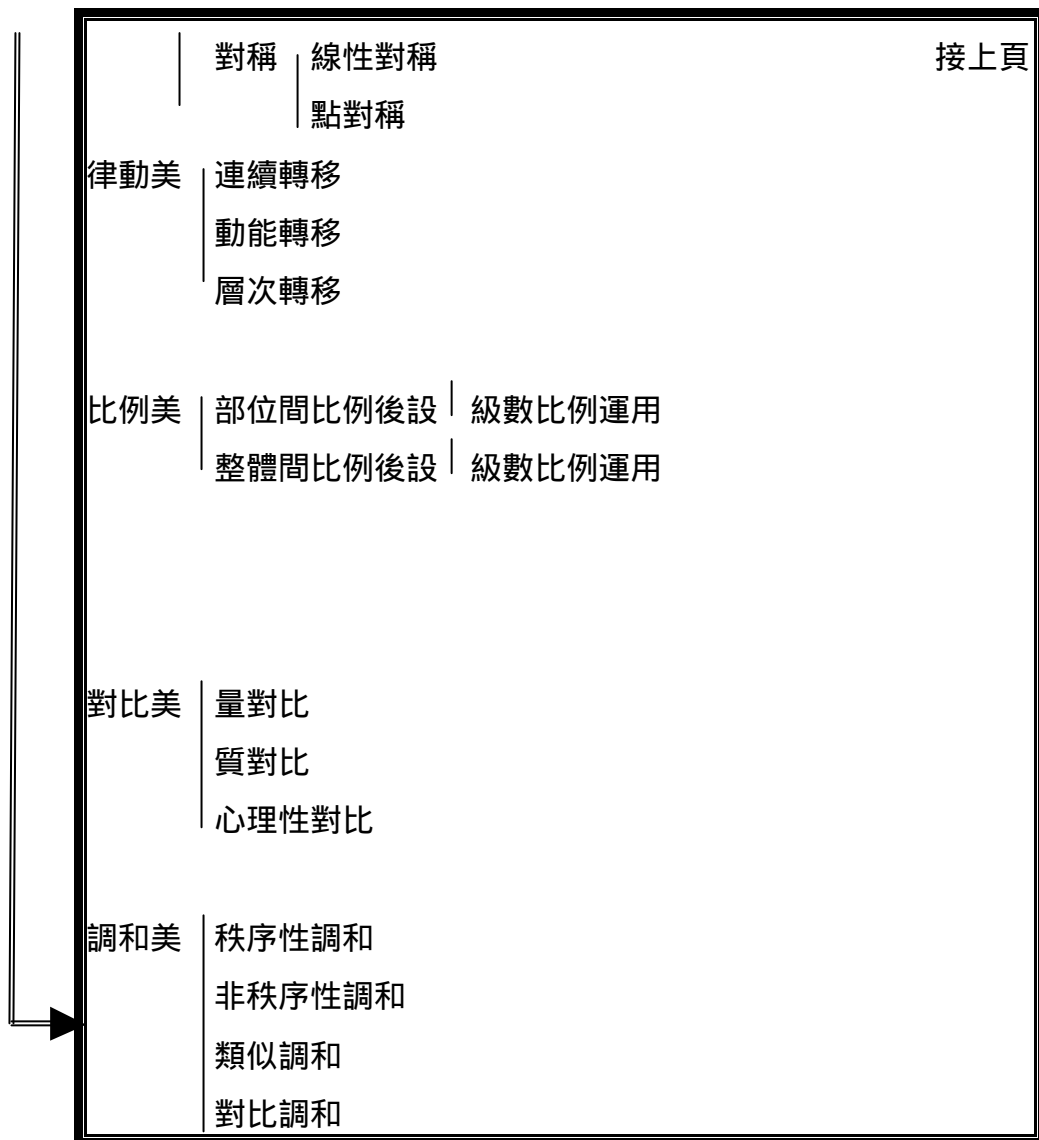 對稱 線性對稱 接上頁
點對稱
律動美 連續轉移
動能轉移
層次轉移
比例美 部位間比例後設 級數比例運用
整體間比例後設 級數比例運用
對比美 量對比
質對比
心理性對比
調和美 秩序性調和
非秩序性調和
類似調和
對比調和